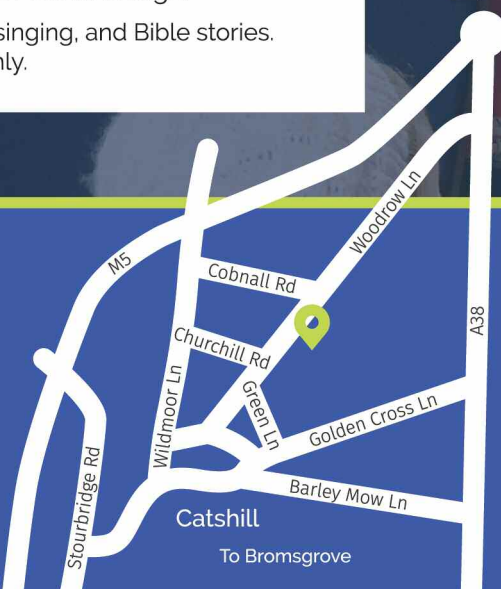 singing, and Bible stories.
Woodrow Ln
M5
Cobnall Rd
A38
Churchill Rd
Wildmoor Ln
Green Ln
Golden Cross Ln
Stourbridge Rd
Barley Mow Ln
Catshill
To Bromsgrove